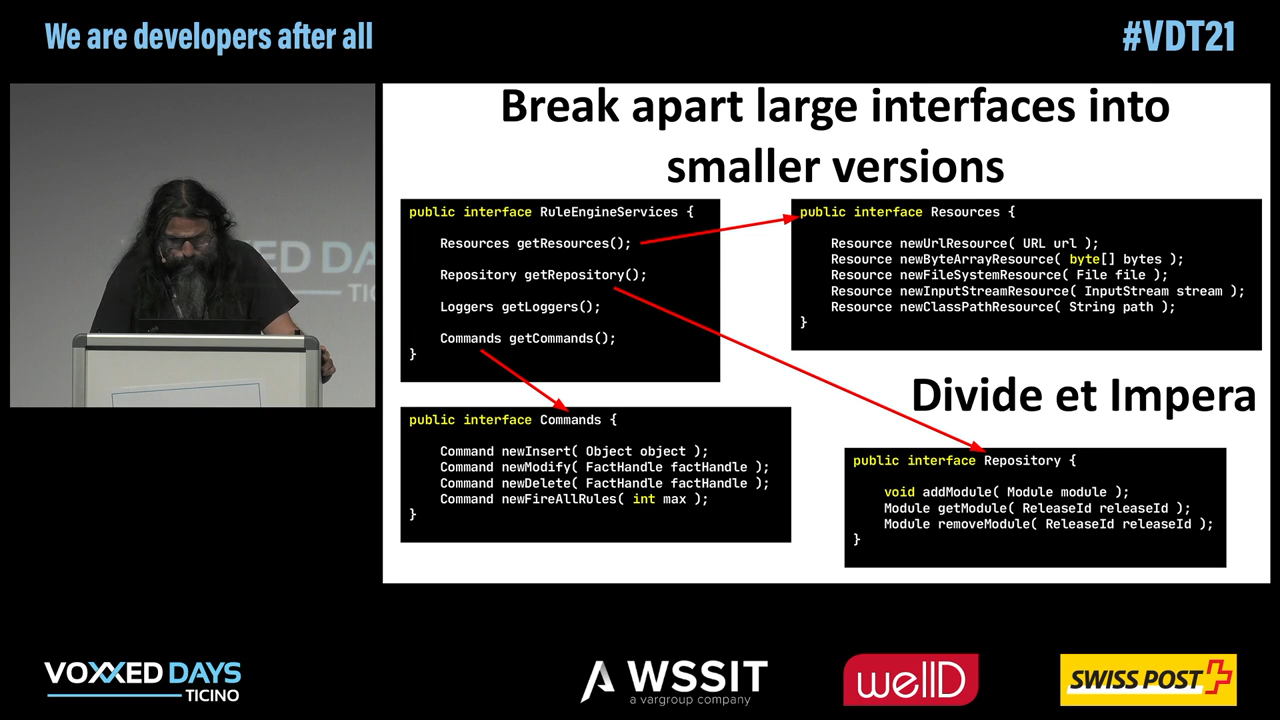 We are developers after all
#VDT21
Break apart large interfaces into
smaller versions
public interface RuleEngineServices {
Resources getResources();
Repository getRepository();
Loggers getLoggers();
Commands getCommands();
}
public interface Resources {
Resource newUrlResource( URL url );
Resource newByteArrayResource( byte[] bytes );
Resource newFileSystemResource( File file );
Resource newInputStreamResource( InputStream stream );
Resource newClassPathResource( String path );
}
Divide et Impera
public interface Commands {
Command newInsert( Object object );
Command newModify( FactHandle factHandle );
Command newDelete( FactHandle factHandle );
Command newFireAllRules( int max );
}
public interface Repository {
void addModule( Module module );
Module getModule( ReleaseId releaseId );
Module removeModule( ReleaseId releaseId );
}
ED DA
TIC
VOXXED DAYS
TICINO
WSSIT
a vargroup company
wellD
SWISS POST